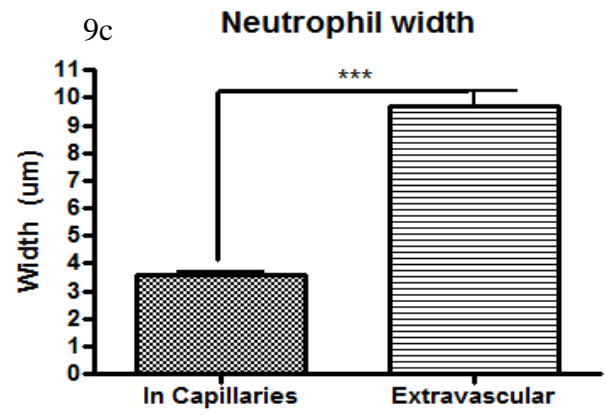 9c
Neutrophil width
***
11
10
9
8
7
6
5
4
3
2
1
0
Width (um)
In Capillaries
Extravascular